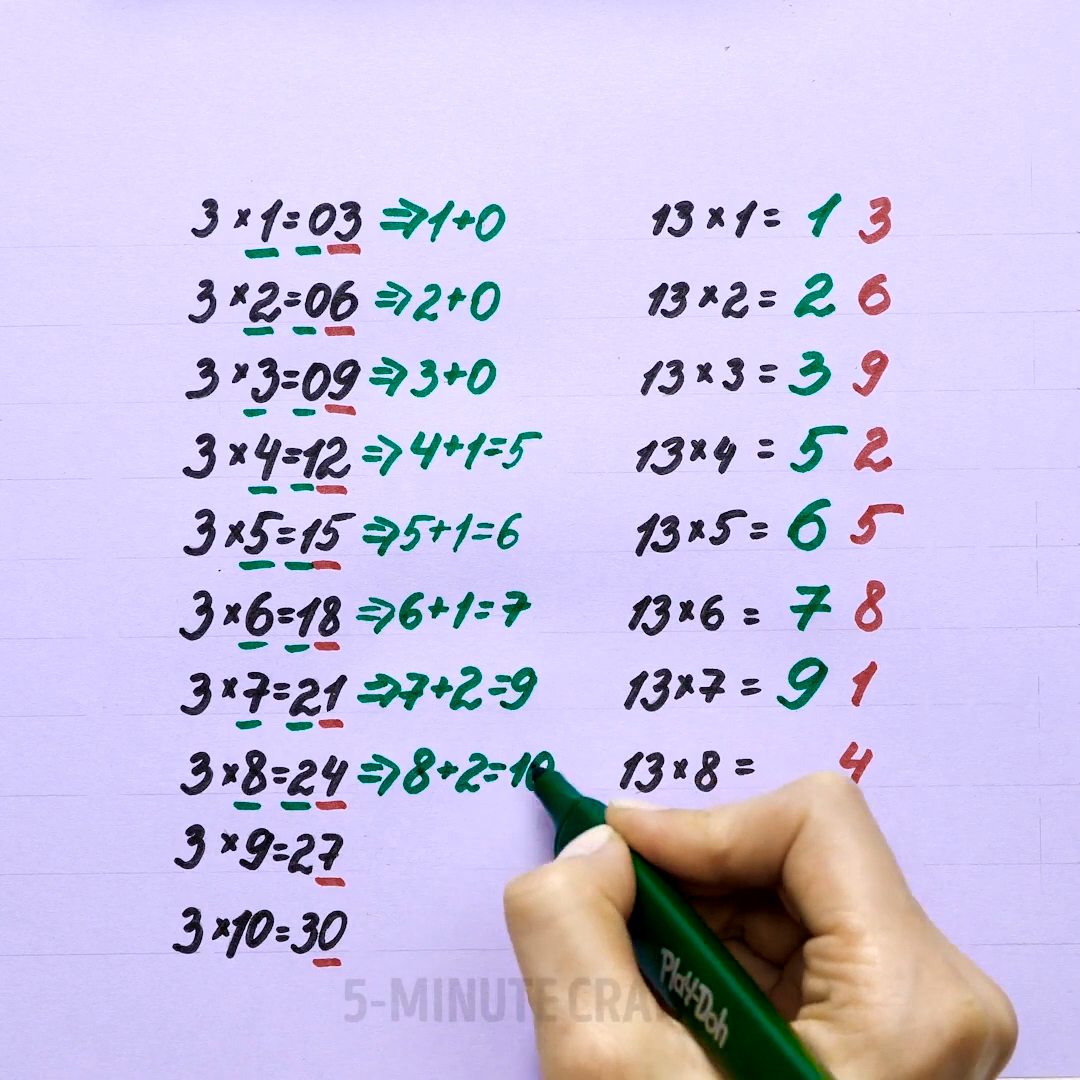 3×1=03 ⇒1+0 13×1= 1 3
3×2=06 ⇒2+0 13×2= 2 6
3×3=09 ⇒3+0 13×3= 3 9
3×4=12 ⇒4+1=5 13×4= 5 2
3×5=15 ⇒5+1=6 13×5= 6 5
3×6=18 ⇒6+1=7 13×6= 7 8
3×7=21 ⇒7+2=9 13×7= 9 1
3×8=24 ⇒8+2=10 13×8= 4
3×9=27
3×10=30
5-MINUTE
Play-Doh